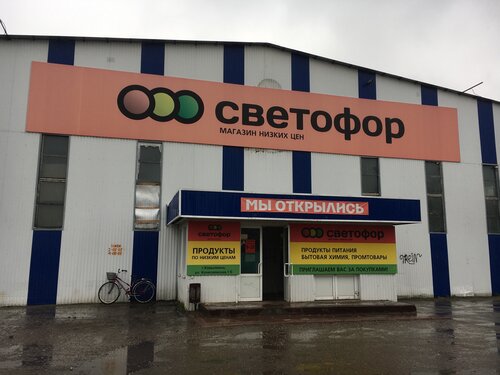 светофор
МАГАЗИН НИЗКИХ ЦЕН
МЫ ОТКРЫЛИСЬ
светофор
ПРОДУКТЫ
ПО НИЗКИМ ЦЕНАМ
светофор
ПРОДУКТЫ ПИТАНИЯ
БЫТОВАЯ ХИМИЯ, ПРОМТОВАРЫ
ПРИГЛАШАЕМ ВАС ЗА ПОКУПКАМИ!